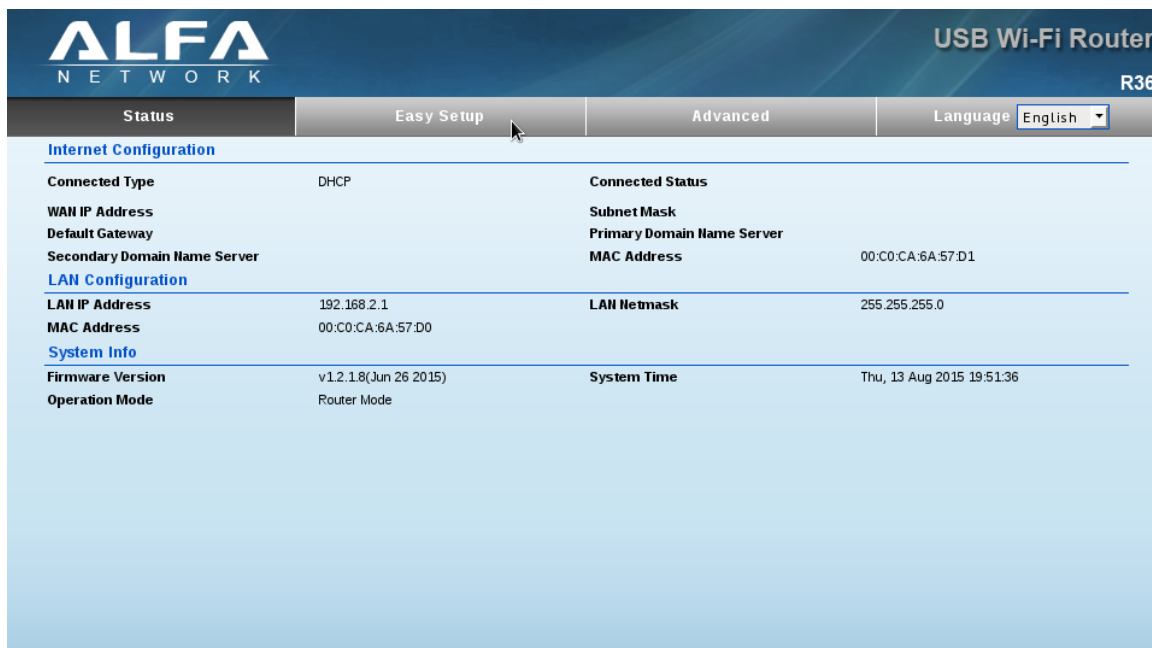 ALFA
NETWORK
USB Wi-Fi Router
R36
Status Easy Setup Advanced Language English
Internet Configuration
Connected Type DHCP Connected Status
WAN IP Address Subnet Mask
Default Gateway Primary Domain Name Server
Secondary Domain Name Server MAC Address 00:C0:CA:6A:57:D1
LAN Configuration
LAN IP Address 192.168.2.1 LAN Netmask 255.255.255.0
MAC Address 00:C0:CA:6A:57:D0
System Info
Firmware Version v1.2.1.8(Jun 26 2015) System Time Thu, 13 Aug 2015 19:51:36
Operation Mode Router Mode